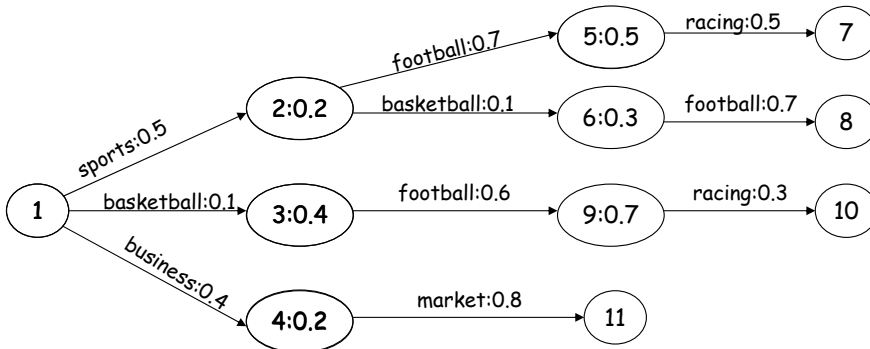 racing:0.5
football:0.7
5:0.5
7
2:0.2
basketball:0.1
6:0.3
football:0.7
8
sports:0.5
1
basketball:0.1
3:0.4
football:0.6
9:0.7
racing:0.3
10
business:0.4
4:0.2
market:0.8
11